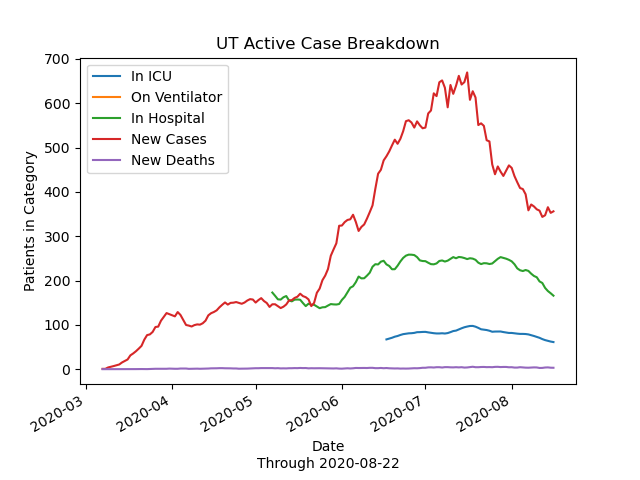 UT Active Case Breakdown
700
600
500
400
300
200
100
0
Patients in Category
In ICU
On Ventilator
In Hospital
New Cases
New Deaths
2020-03
2020-04
2020-05
2020-06
2020-07
2020-08
Date
Through 2020-08-22